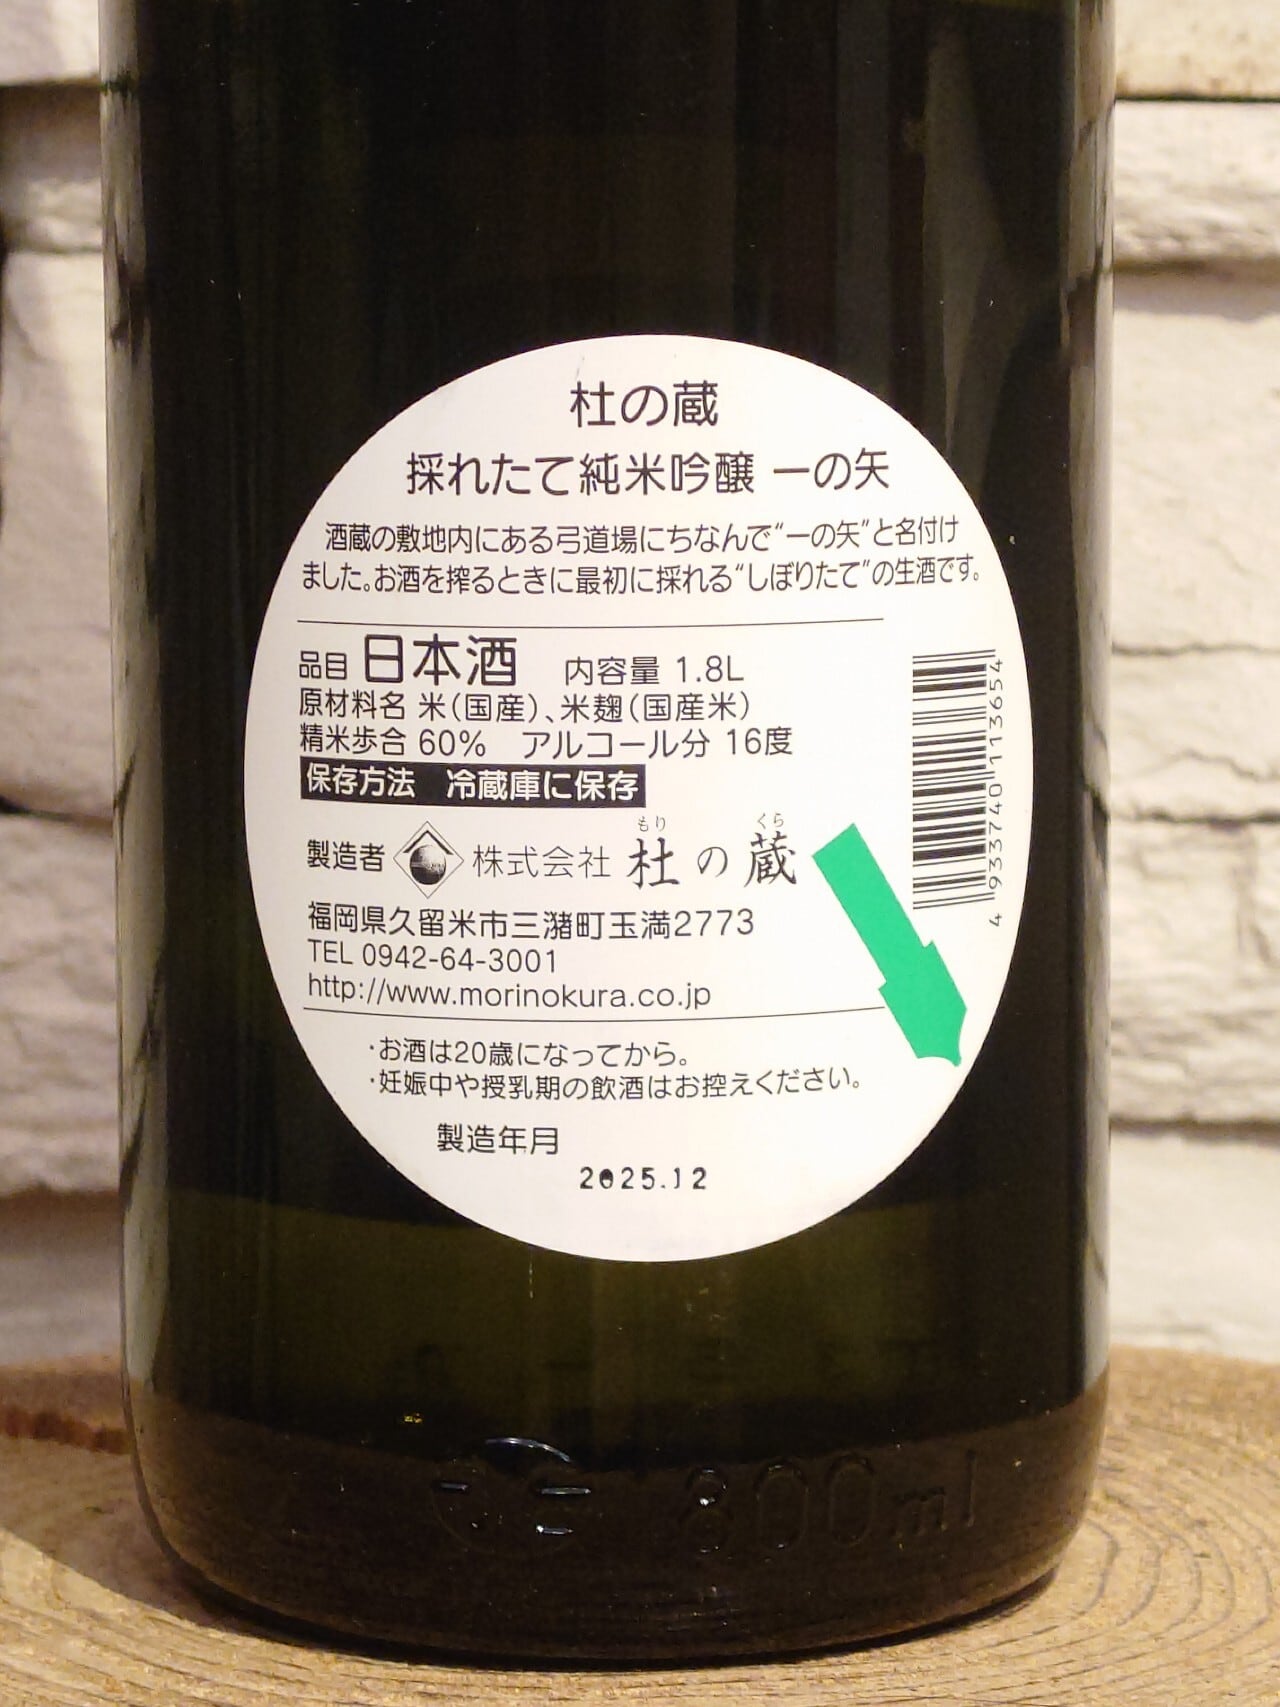 杜の蔵
採れたて純米吟醸 一の矢
酒蔵の敷地内にある弓道場にちなんで“一の矢”と名付け
ました。お酒を搾るときに最初に採れる“しぼりたて”の生酒です。
品目 日本酒 内容量 1.8L
原材料名 米(国産)、米麹(国産米)
精米歩合 60% アルコール分 16度
保存方法 冷蔵庫に保存
もり くら
製造者 株式会社 杜の蔵
福岡県久留米市三潴町玉満2773
TEL 0942-64-3001
http://www.morinokura.co.jp
・お酒は20歳になってから。
・妊娠中や授乳期の飲酒はお控えください。
製造年月
2025.12
4 933740 113654
1800ml